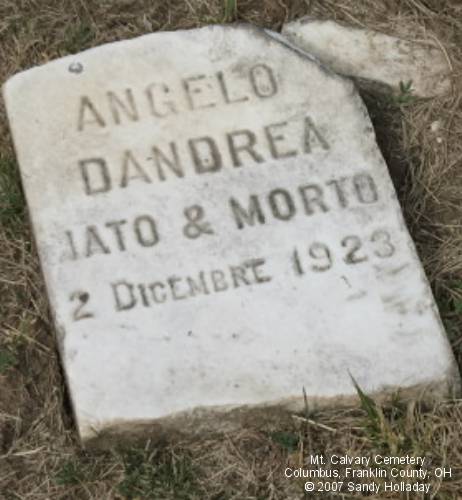 ANGELO
DANDREA
IATO & MORTO
2 DICEMBRE 1923
Mt. Calvary Cemetery
Columbus, Franklin County, OH
© 2007 Sandy Holladay